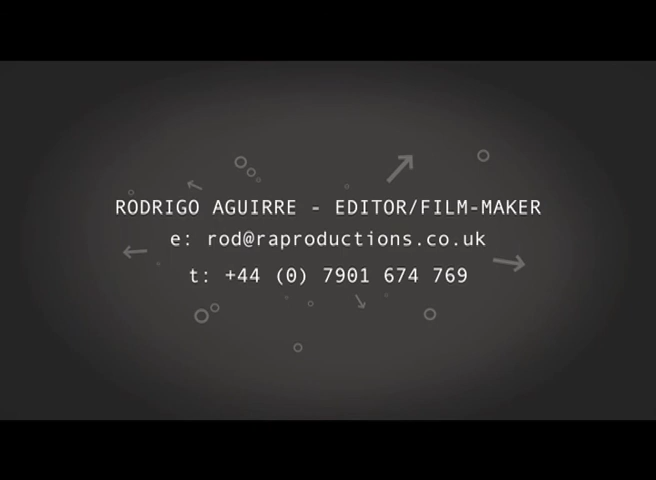 RODRIGO AGUIRRE - EDITOR/FILM-MAKER
e: rod@raproductions.co.uk
t: +44 (0) 7901 674 769